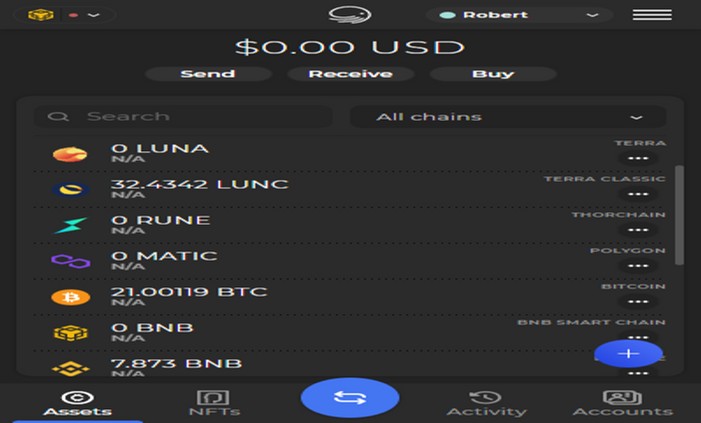 Robert
$0.00 USD
Send Receive Buy
Search All chains
0 LUNA TERRA
N/A
32.4342 LUNC TERRA CLASSIC
N/A
0 RUNE THORCHAIN
N/A
0 MATIC POLYGON
N/A
21.00119 BTC BITCOIN
N/A
0 BNB BNB SMART CHAIN
N/A
7.873 BNB
N/A
Assets NFTs Activity Accounts